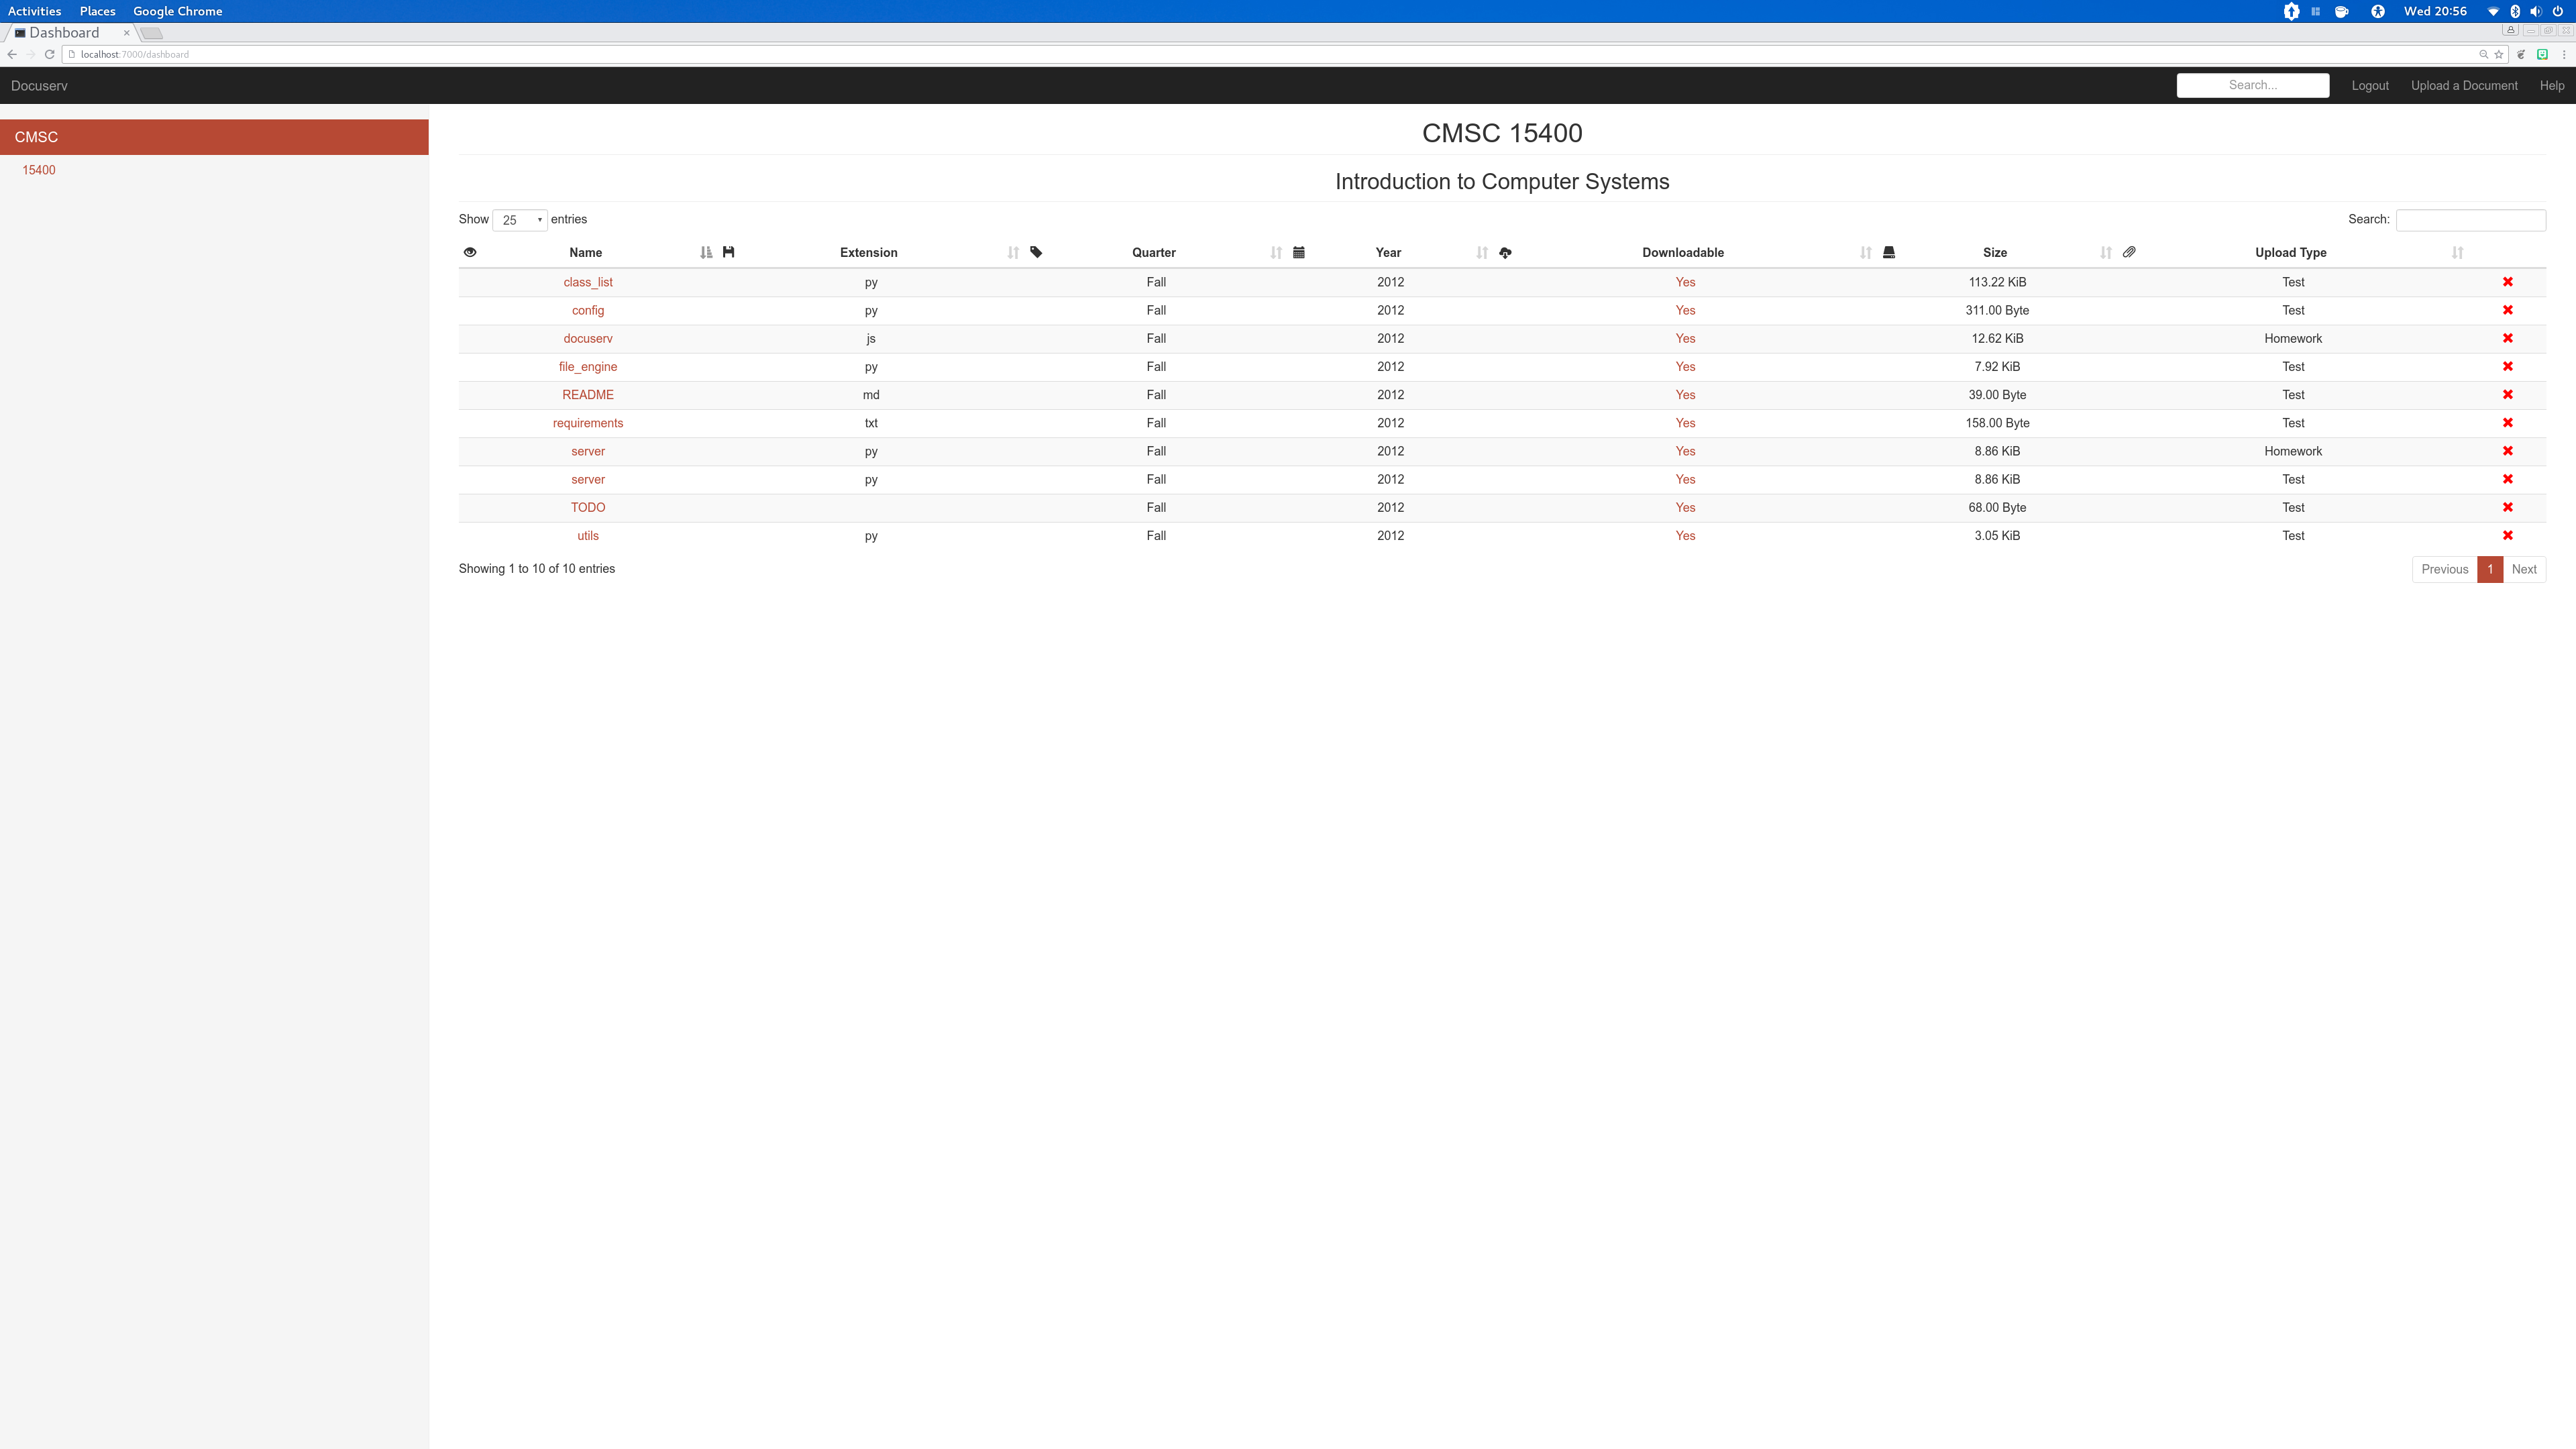 Activities Places Google Chrome Wed 20:56
Dashboard
localhost:7000/dashboard
Docuserv Search... Logout Upload a Document Help
CMSC
15400
CMSC 15400
Introduction to Computer Systems
Show 25 entries Search:
Name Extension Quarter Year Downloadable Size Upload Type
class_list py Fall 2012 Yes 113.22 KiB Test
config py Fall 2012 Yes 311.00 Byte Test
docuserv js Fall 2012 Yes 12.62 KiB Homework
file_engine py Fall 2012 Yes 7.92 KiB Test
README md Fall 2012 Yes 39.00 Byte Test
requirements txt Fall 2012 Yes 158.00 Byte Test
server py Fall 2012 Yes 8.86 KiB Homework
server py Fall 2012 Yes 8.86 KiB Test
TODO Fall 2012 Yes 68.00 Byte Test
utils py Fall 2012 Yes 3.05 KiB Test
Showing 1 to 10 of 10 entries Previous 1 Next